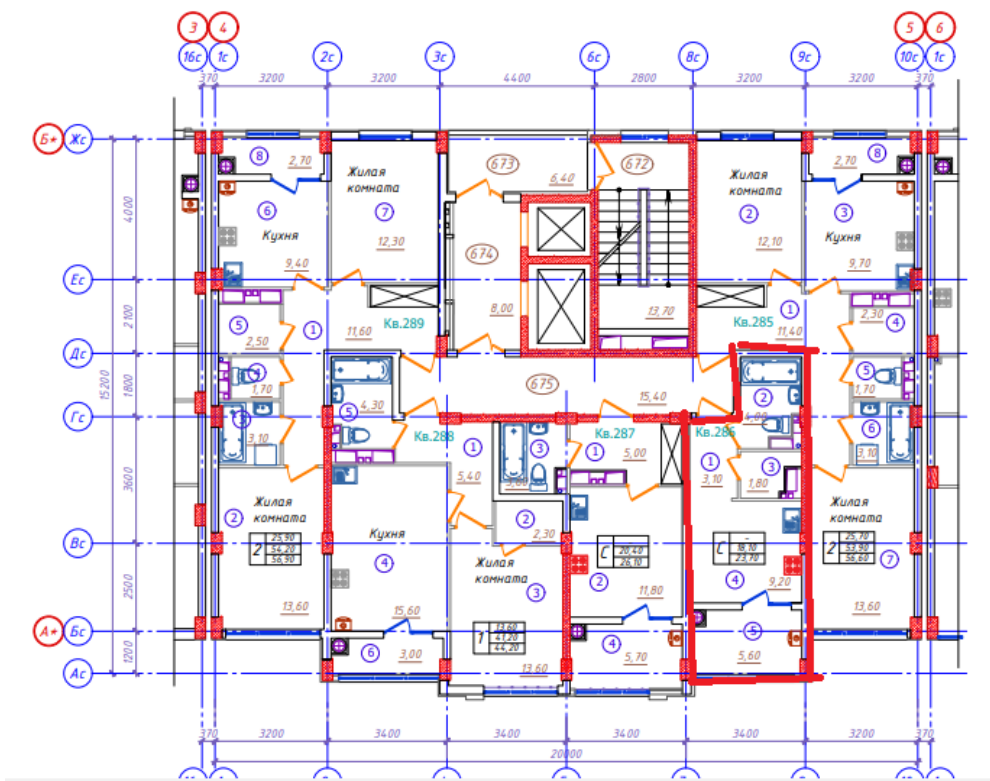 3 4 5 6
16с 1с 2с 3с 6с 8с 9с 10с 1с
370 3200 3200 4400 2800 3200 3200 370
Б* Жс
8 2,70 673 672 2,70 8
Жилая комната
6,40
Жилая комната
6 7 2 3
Кухня 12,30 674 12,10 Кухня
4000
9,40 9,70
Ес
2100
5 1 8,00 13,70 1 2,30 4
11,60 Кв.289 Кв.285 11,40
2,50
Дс
15200
1800
4 675 2 5
1,70 4,30 15,40 4,00 1,70
Гс
3 5 Кв.288 1 3 Кв.287 Кв.286 6
3,10 1 5,00 1 3 3,10
5,40 3,00 3,10 1,80
3600
Жилая комната
2 2 Жилая комната
Кухня 2,30
Вс
2 25,90 54,20 56,90
С 20,40 26,10
С - 18,10 23,70
2 25,70 53,90 56,60 7
4 Жилая комната 3 2 4
2500
13,60 15,60 11,80 9,20 13,60
А* Бс
1 13,60 41,20 44,20
1200
6 3,00 13,60 4 5,70 5 5,60
Ас
370 3200 3400 3400 3400 3400 3200 370
20000